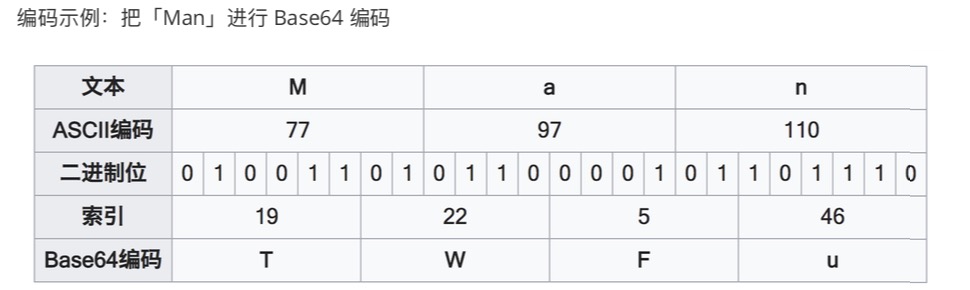 编码示例：把「Man」进行 Base64 编码
文本 M a n
ASCII编码 77 97 110
二进制位 0 1 0 0 1 1 0 1 0 1 1 0 0 0 0 1 0 1 1 0 1 1 1 0
索引 19 22 5 46
Base64编码 T W F u